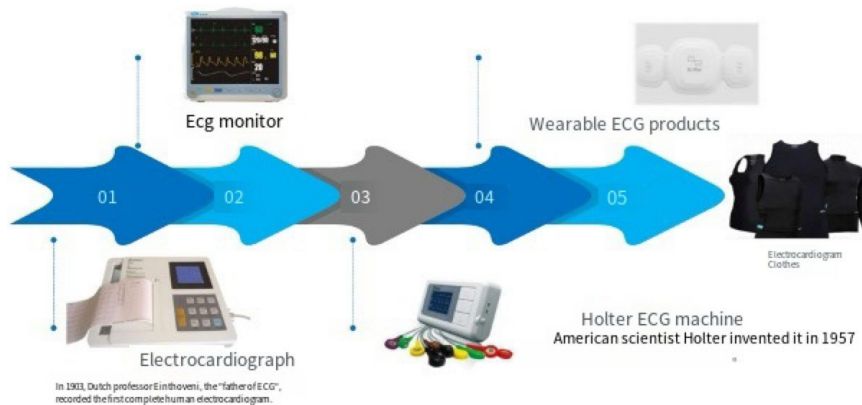 Ecg monitor
Wearable ECG products
01
02
03
04
05
Electrocardiogram
Clothes
Electrocardiograph
In 1903, Dutch professor Einthoveni, the "father of ECG",
recorded the first complete human electrocardiogram.
Holter ECG machine
American scientist Holter invented it in 1957